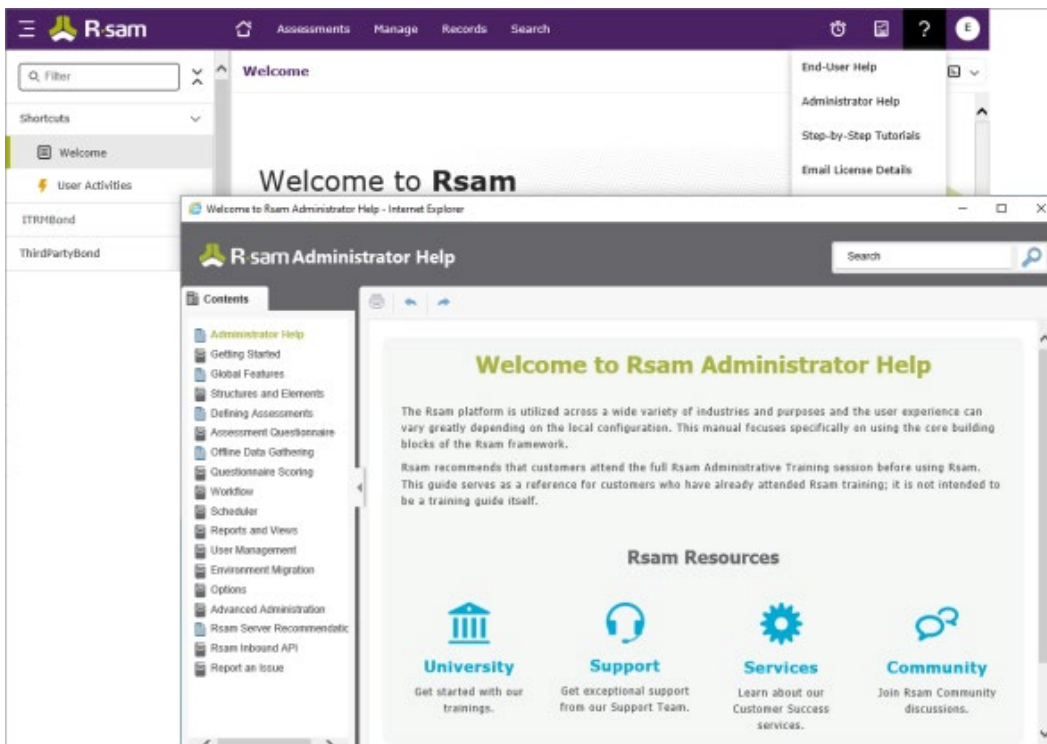 R·sam
Assessments Manage Records Search
? E
Filter
Welcome
End-User Help
Administrator Help
Step-by-Step Tutorials
Email License Details
Shortcuts
Welcome
User Activities
ITRMBond
ThirdPartyBond
Welcome to Rsam
Welcome to Rsam Administrator Help - Internet Explorer
R·sam Administrator Help
Search
Contents
Administrator Help
Getting Started
Global Features
Structures and Elements
Defining Assessments
Assessment Questionnaire
Offline Data Gathering
Questionnaire Scoring
Workflow
Scheduler
Reports and Views
User Management
Environment Migration
Options
Advanced Administration
Rsam Server Recommendatic
Rsam Inbound API
Report an Issue
Welcome to Rsam Administrator Help
The Rsam platform is utilized across a wide variety of industries and purposes and the user experience can
vary greatly depending on the local configuration. This manual focuses specifically on using the core building
blocks of the Rsam framework.
Rsam recommends that customers attend the full Rsam Administrative Training session before using Rsam.
This guide serves as a reference for customers who have already attended Rsam training; it is not intended to
be a training guide itself.
Rsam Resources
University
Get started with our
trainings.
Support
Get exceptional support
from our Support Team.
Services
Learn about our
Customer Success
services.
Community
Join Rsam Community
discussions.